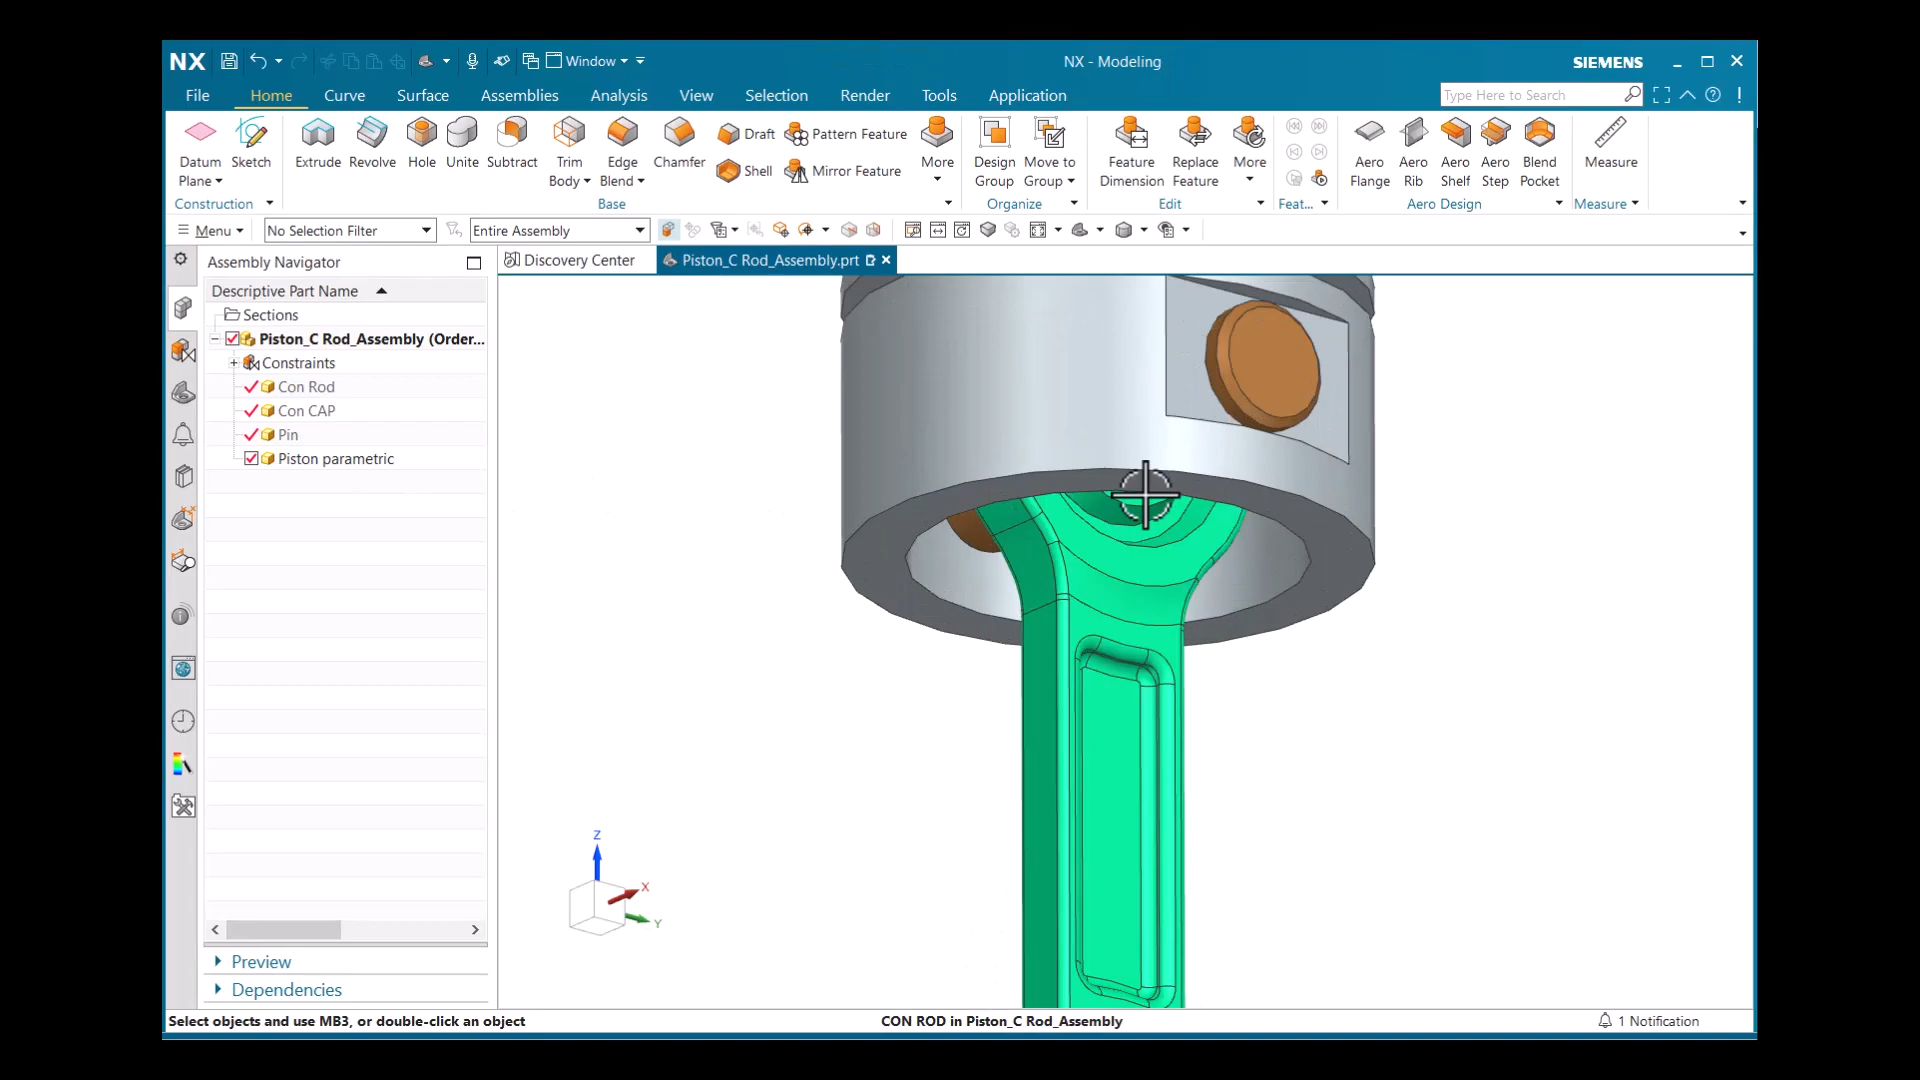 NX
Window
NX - Modeling
SIEMENS
File
Home
Curve
Surface
Assemblies
Analysis
View
Selection
Render
Tools
Application
Type Here to Search
Datum
Plane
Sketch
Extrude
Revolve
Hole
Unite
Subtract
Trim
Body
Edge
Blend
Chamfer
Draft
Shell
Pattern Feature
Mirror Feature
More
Design
Group
Move to
Group
Feature
Dimension
Replace
Feature
More
Aero
Flange
Aero
Rib
Aero
Shelf
Aero
Step
Blend
Pocket
Measure
Construction
Base
Organize
Edit
Feat...
Aero Design
Measure
Menu
No Selection Filter
Entire Assembly
Assembly Navigator
Discovery Center
Piston_C Rod_Assembly.prt
Descriptive Part Name
Sections
Piston_C Rod_Assembly (Order...
Constraints
Con Rod
Con CAP
Pin
Piston parametric
Z
X
Y
Preview
Dependencies
Select objects and use MB3, or double-click an object
CON ROD in Piston_C Rod_Assembly
1 Notification